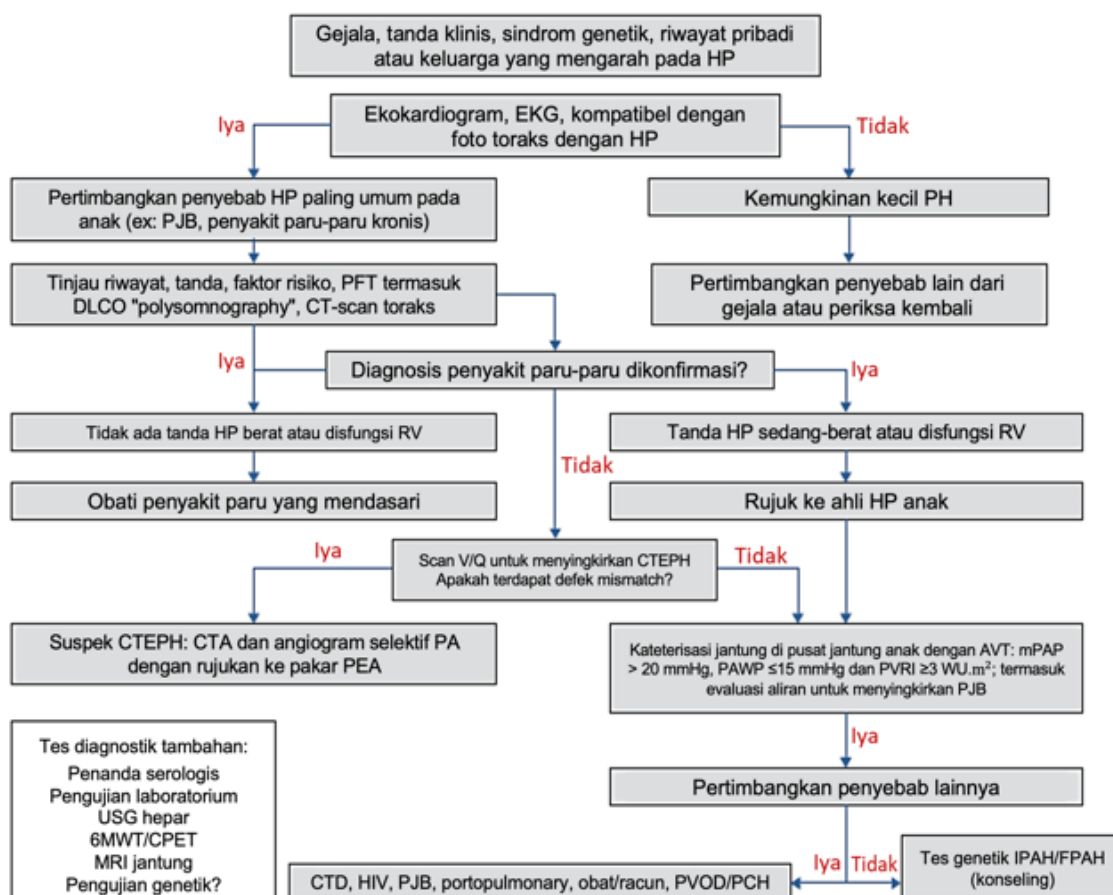 Gejala, tanda klinis, sindrom genetik, riwayat pribadi
atau keluarga yang mengarah pada HP
Iya
Ekokardiogram, EKG, kompatibel dengan
foto toraks dengan HP
Tidak
Pertimbangkan penyebab HP paling umum pada
anak (ex: PJB, penyakit paru-paru kronis)
Kemungkinan kecil PH
Tinjau riwayat, tanda, faktor risiko, PFT termasuk
DLCO "polysomnography", CT-scan toraks
Pertimbangkan penyebab lain dari
gejala atau periksa kembali
Iya
Diagnosis penyakit paru-paru dikonfirmasi?
Iya
Tidak ada tanda HP berat atau disfungsi RV
Tanda HP sedang-berat atau disfungsi RV
Tidak
Obati penyakit paru yang mendasari
Rujuk ke ahli HP anak
Iya
Scan V/Q untuk menyingkirkan CTEPH
Apakah terdapat defek mismatch?
Tidak
Suspek CTEPH: CTA dan angiogram selektif PA
dengan rujukan ke pakar PEA
Kateterisasi jantung di pusat jantung anak dengan AVT: mPAP
> 20 mmHg, PAWP ≤15 mmHg dan PVRI ≥3 WU.m²; termasuk
evaluasi aliran untuk menyingkirkan PJB
Iya
Pertimbangkan penyebab lainnya
Tes diagnostik tambahan:
Penanda serologis
Pengujian laboratorium
USG hepar
6MWT/CPET
MRI jantung
Pengujian genetik?
Iya
Tidak
CTD, HIV, PJB, portopulmonary, obat/racun, PVOD/PCH
Tes genetik IPAH/FPAH
(konseling)